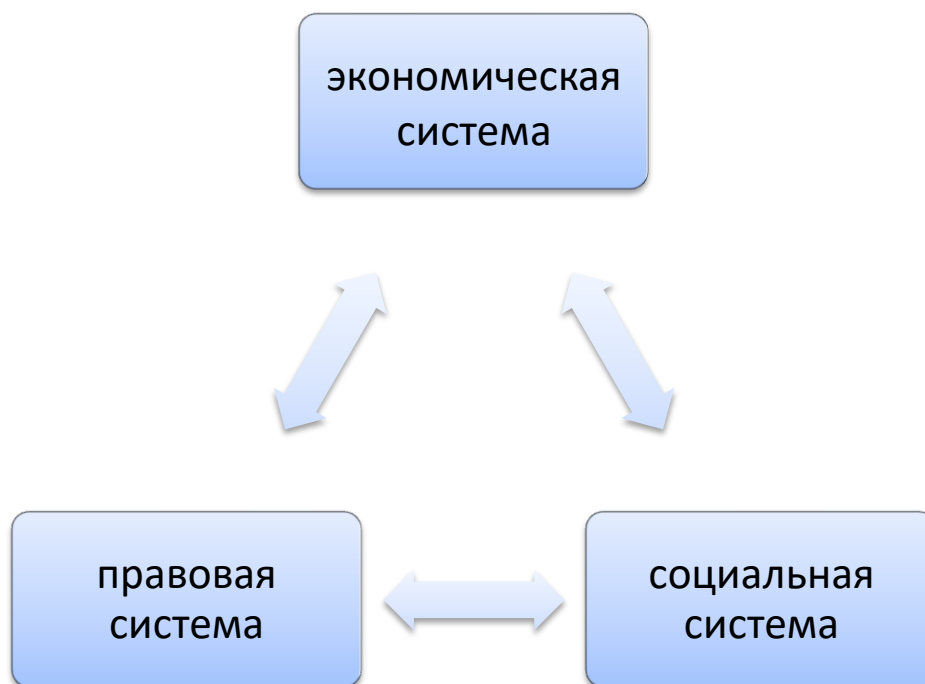 экономическая
система
правовая
система
социальная
система